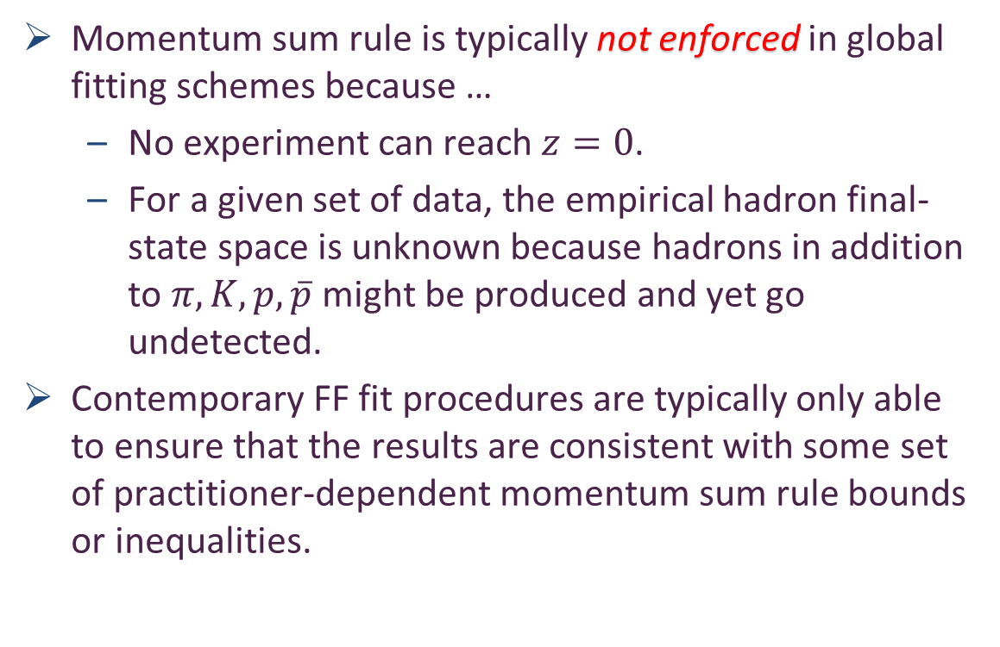 ➢ Momentum sum rule is typically not enforced in global
fitting schemes because …
– No experiment can reach z = 0.
– For a given set of data, the empirical hadron final-
state space is unknown because hadrons in addition
to π, K, p, p̄ might be produced and yet go
undetected.
➢ Contemporary FF fit procedures are typically only able
to ensure that the results are consistent with some set
of practitioner-dependent momentum sum rule bounds
or inequalities.